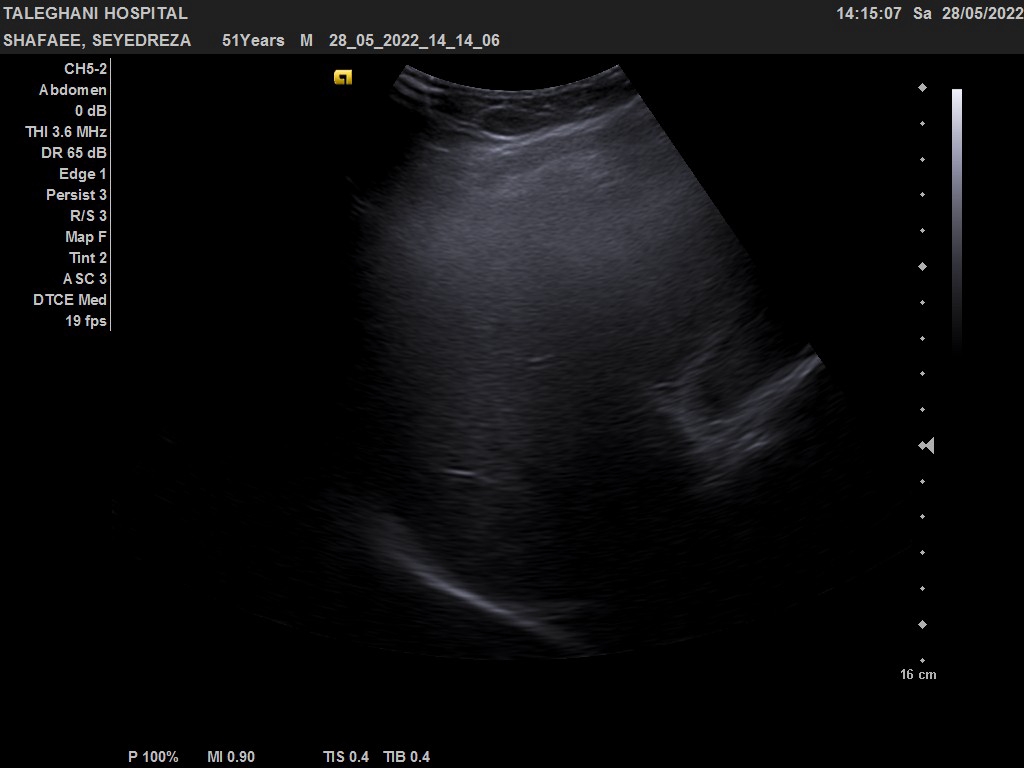 TALEGHANI HOSPITAL 14:15:07 Sa 28/05/2022
SHAFAEE, SEYEDREZA 51Years M 28_05_2022_14_14_06
CH5-2
Abdomen
0 dB
THI 3.6 MHz
DR 65 dB
Edge 1
Persist 3
R/S 3
Map F
Tint 2
ASC 3
DTCE Med
19 fps
16 cm
P 100% MI 0.90 TIS 0.4 TIB 0.4